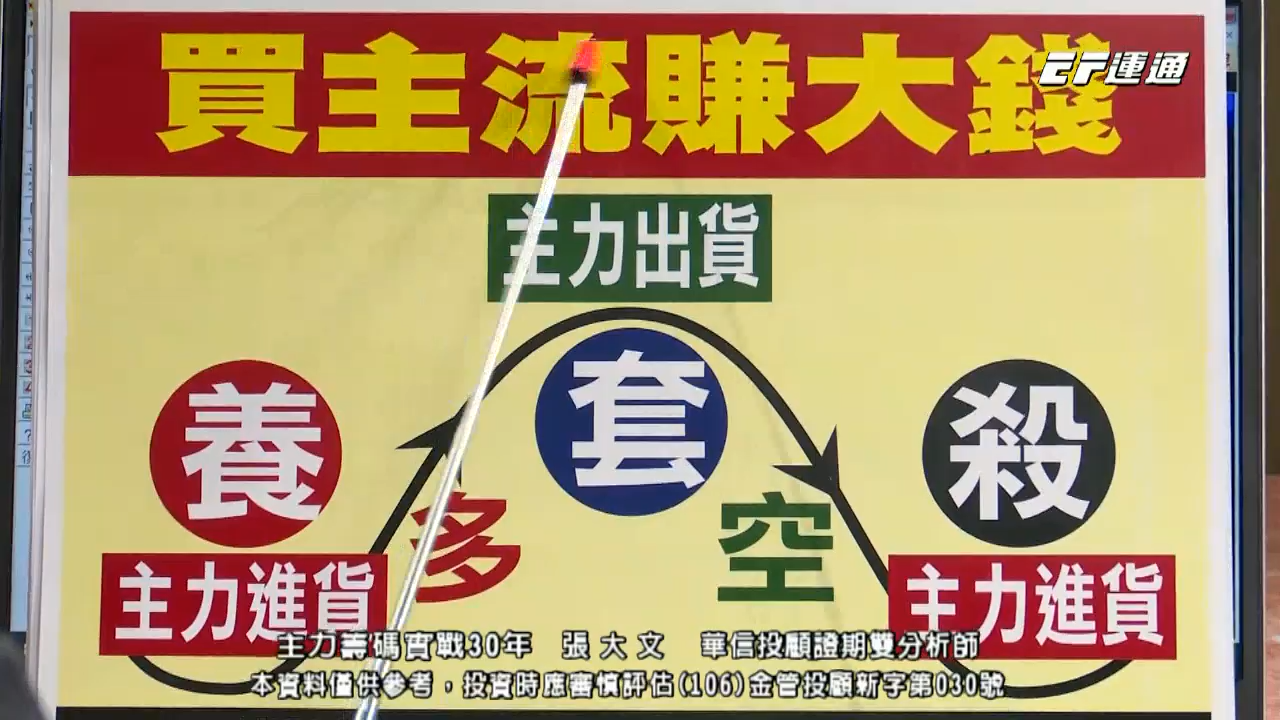 買主流賺大錢
EF運通
主力出貨
養 套 殺
多 空
主力進貨 主力進貨
主力籌碼實戰30年 張大文 華信投顧證期雙分析師
本資料僅供參考，投資時應審慎評估(106)金管投顧新字第030號